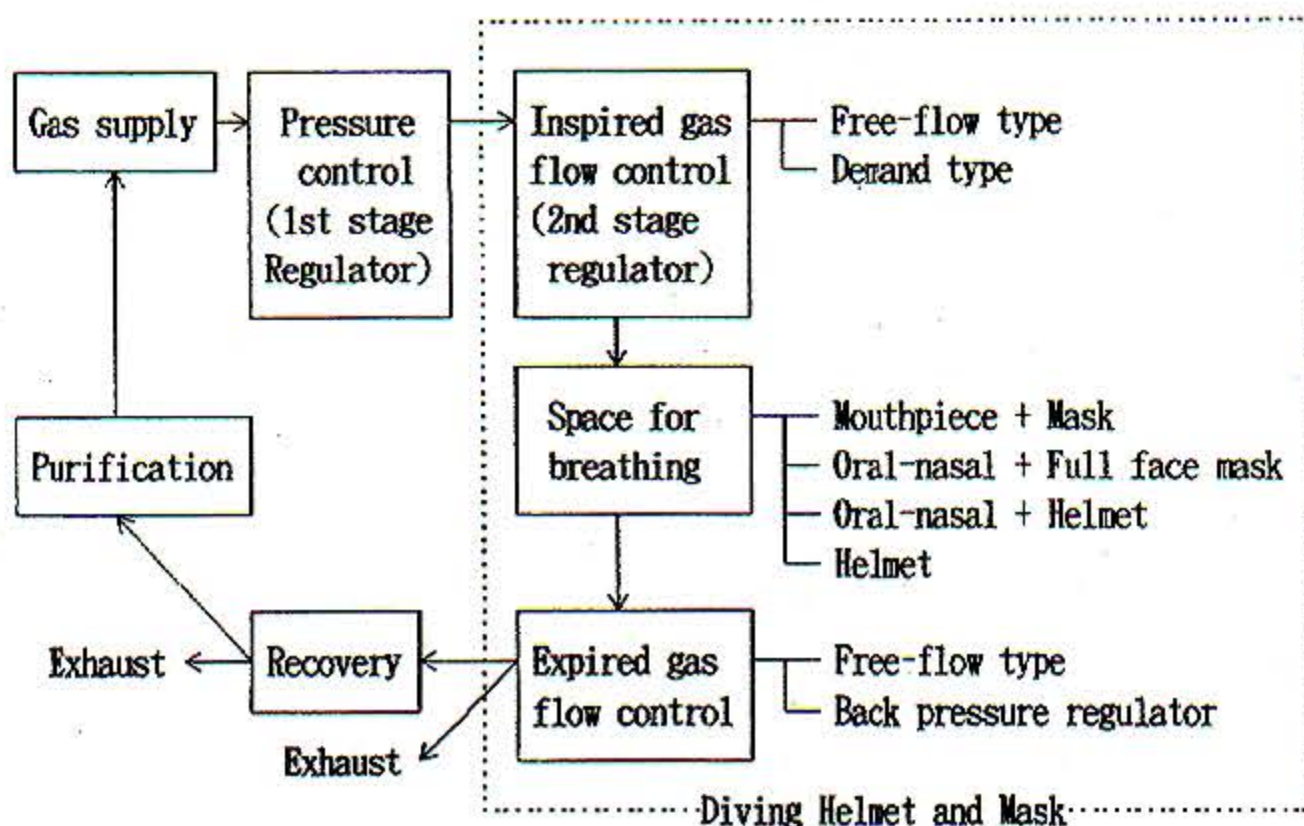 Gas supply
Pressure
control
(1st stage
Regulator)
Inspired gas
flow control
(2nd stage
regulator)
Free-flow type
Demand type
Purification
Space for
breathing
Mouthpiece + Mask
Oral-nasal + Full face mask
Oral-nasal + Helmet
Helmet
Exhaust
Recovery
Expired gas
flow control
Free-flow type
Back pressure regulator
Exhaust
Diving Helmet and Mask